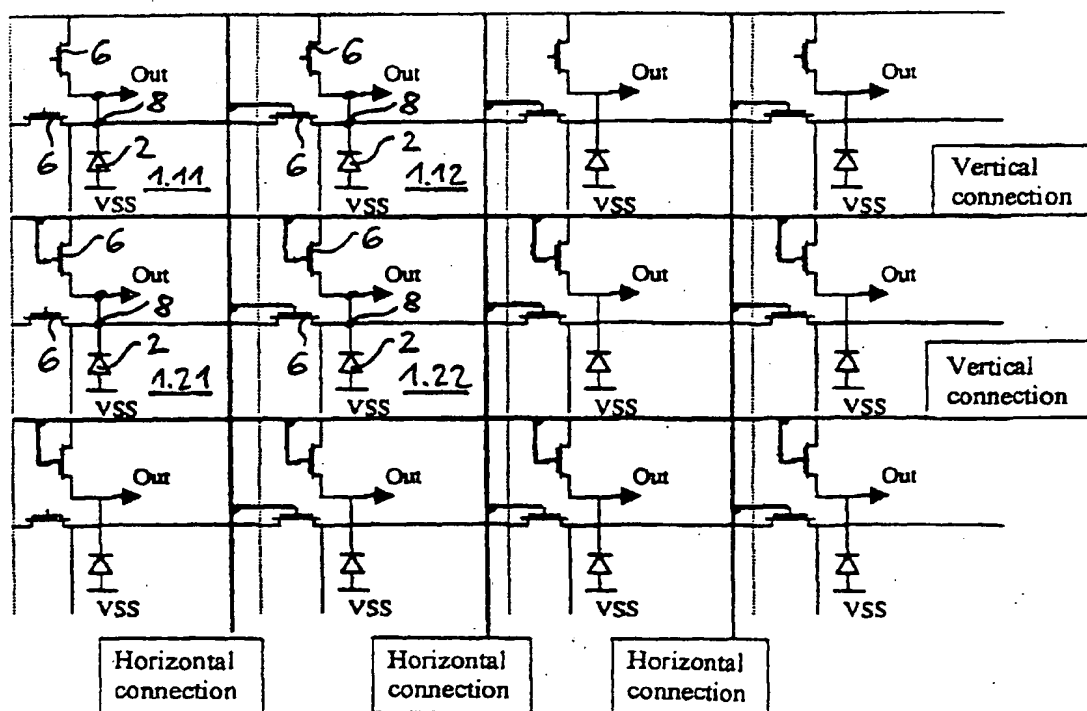 6 6
Out Out Out Out
8 8
6 6
2 2
1.11 1.12
VSS VSS VSS VSS
Vertical
connection
6 6
Out Out Out Out
8 8
6 6
2 2
1.21 1.22
VSS VSS VSS VSS
Vertical
connection
Out Out Out Out
VSS VSS VSS VSS
Horizontal
connection
Horizontal
connection
Horizontal
connection